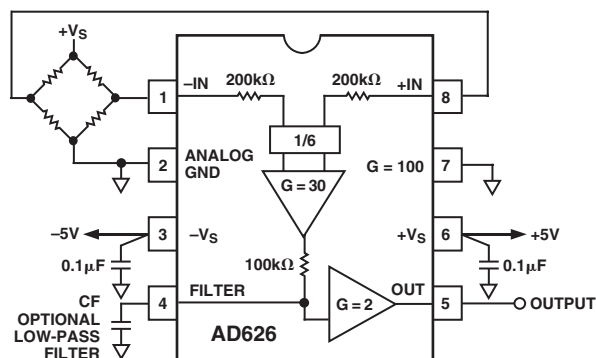 +VS
–IN
200kΩ
200kΩ
+IN
1
8
1/6
2
ANALOG
GND
G = 30
G = 100
7
–5V
3
–VS
+VS
6
+5V
0.1µF
100kΩ
0.1µF
FILTER
OUT
4
G = 2
5
OUTPUT
CF
OPTIONAL
LOW-PASS
FILTER
AD626